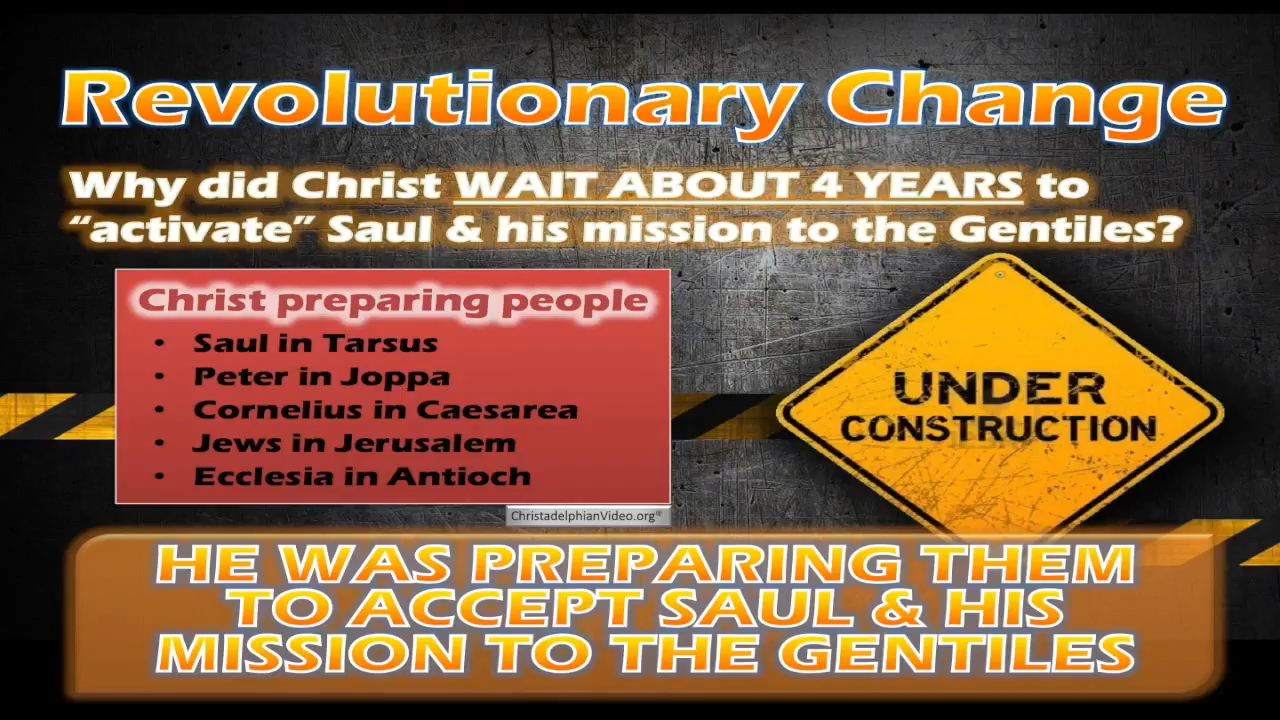 Revolutionary Change
Why did Christ WAIT ABOUT 4 YEARS to
“activate” Saul & his mission to the Gentiles?
Christ preparing people
• Saul in Tarsus
• Peter in Joppa
• Cornelius in Caesarea
• Jews in Jerusalem
• Ecclesia in Antioch
UNDER
CONSTRUCTION
ChristadelphianVideo.org®
HE WAS PREPARING THEM
TO ACCEPT SAUL & HIS
MISSION TO THE GENTILES